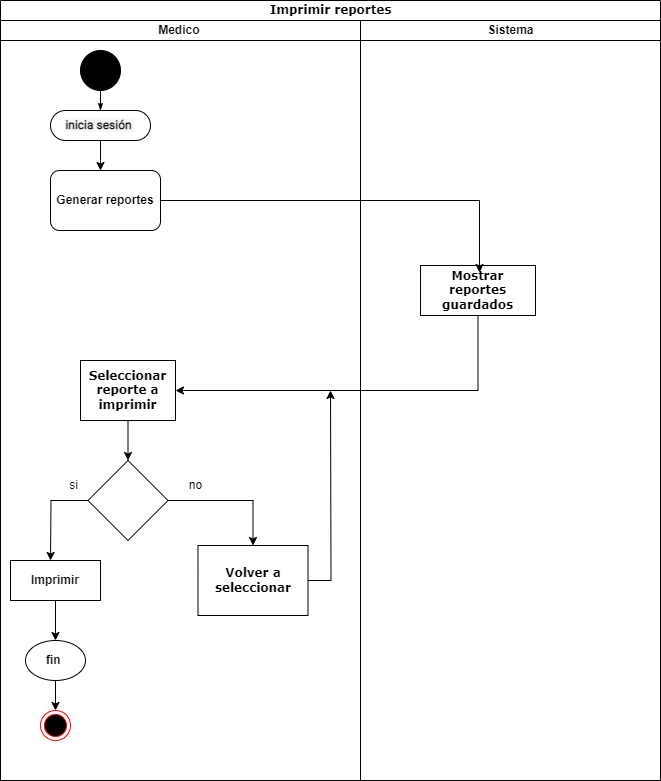 Imprimir reportes
Medico
Sistema
inicia sesión
Generar reportes
Mostrar
reportes
guardados
Seleccionar
reporte a
imprimir
si
no
Volver a
seleccionar
Imprimir
fin